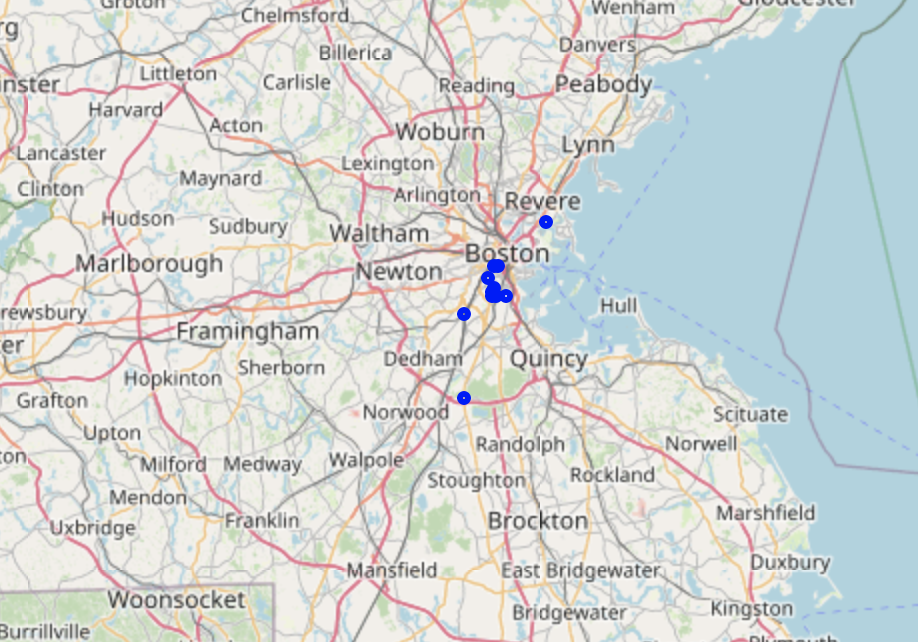 Groton
Chelmsford
Wenham
Gloucester
rg
Billerica
Danvers
Littleton
Carlisle
Reading
Peabody
inster
Harvard
Acton
Woburn
Lynn
Lancaster
Lexington
Clinton
Maynard
Arlington
Revere
Hudson
Sudbury
Waltham
Boston
Marlborough
Newton
rewsbury
Hull
Framingham
er
Dedham
Quincy
Hopkinton
Sherborn
Grafton
Norwood
Scituate
Upton
Randolph
Norwell
ton
Milford
Medway
Walpole
Stoughton
Rockland
Mendon
Uxbridge
Franklin
Brockton
Marshfield
Mansfield
East Bridgewater
Duxbury
Woonsocket
Bridgewater
Kingston
Burrillville
Plymouth